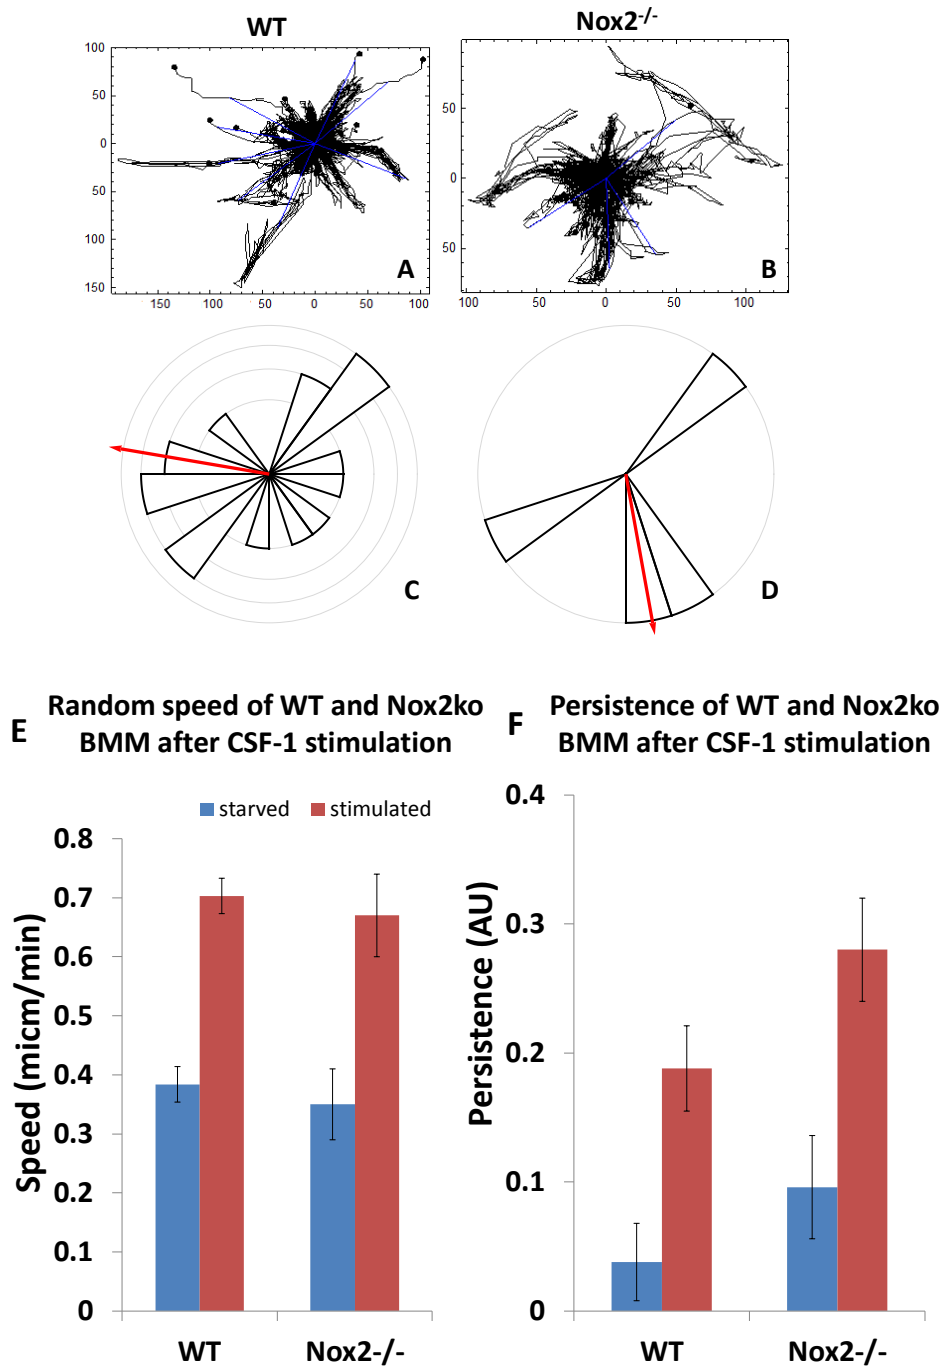 WT
Nox2-/-
100
50
0
50
100
150
150
100
50
0
50
100
A
50
0
50
100
50
0
50
100
B
C
D
E
Random speed of WT and Nox2ko
BMM after CSF-1 stimulation
F
Persistence of WT and Nox2ko
BMM after CSF-1 stimulation
starved
stimulated
Speed (micm/min)
0.8
0.7
0.6
0.5
0.4
0.3
0.2
0.1
0
WT
Nox2-/-
Persistence (AU)
0.4
0.3
0.2
0.1
0
WT
Nox2-/-